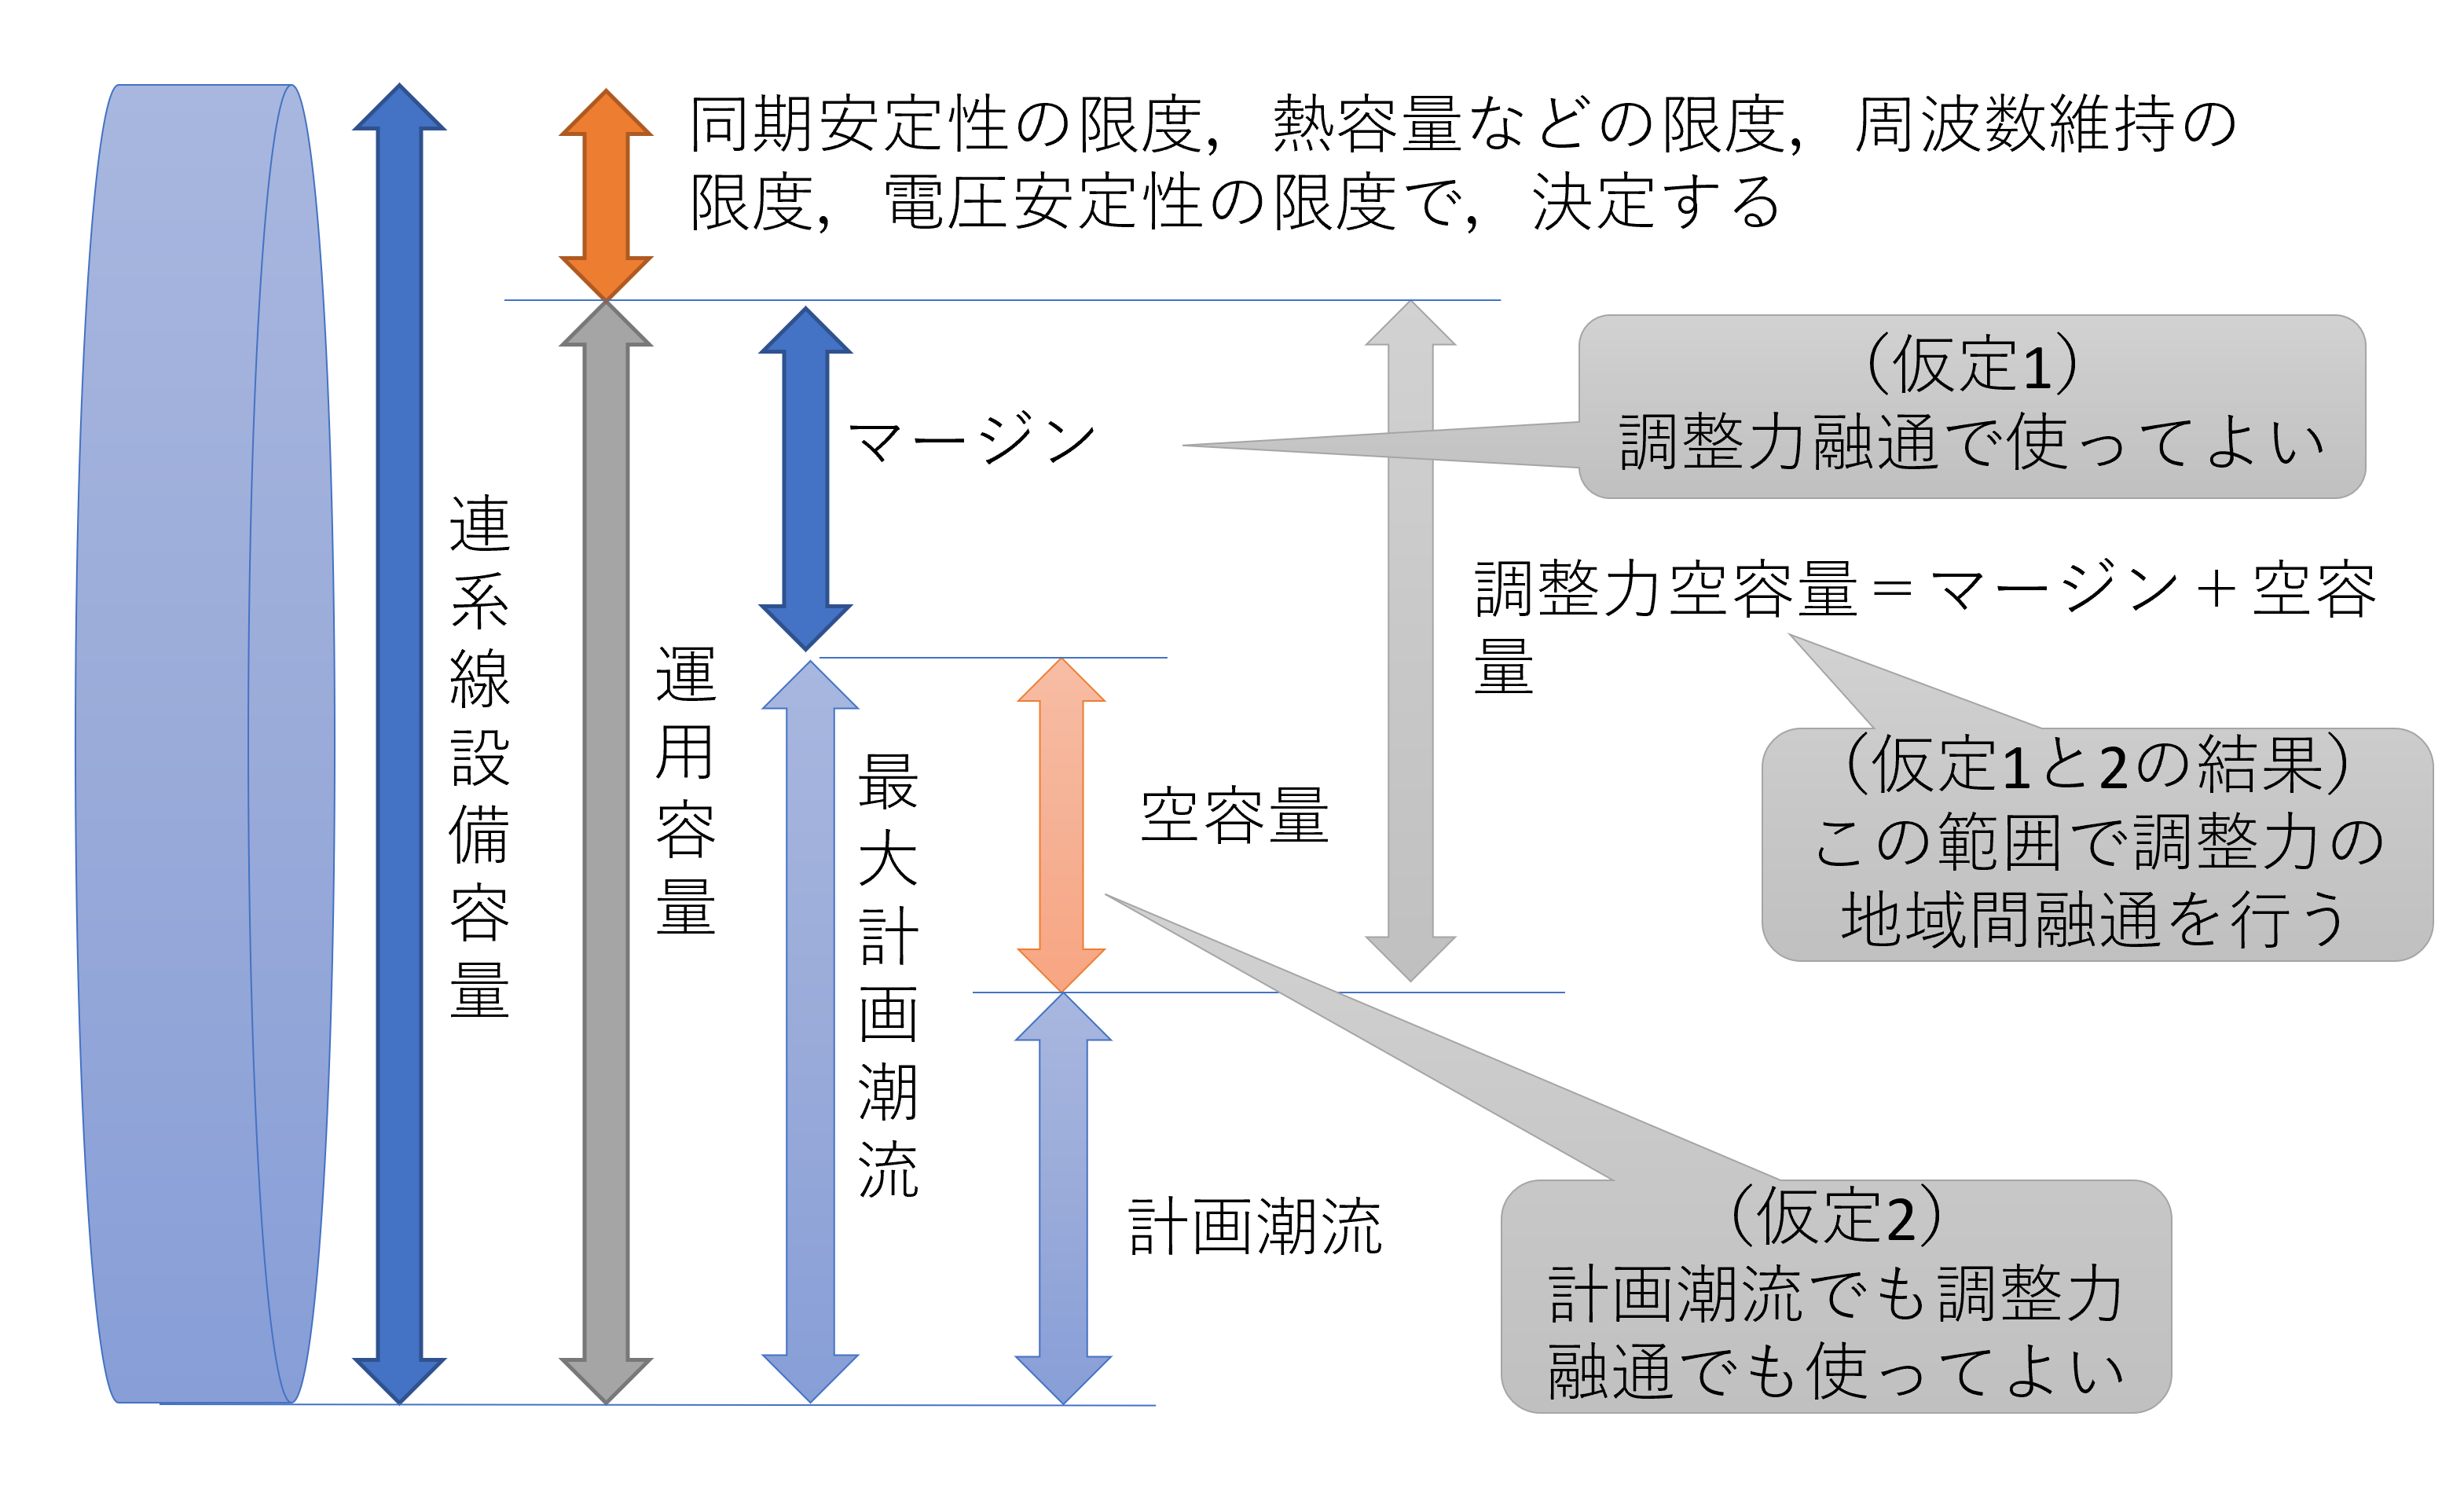 同期安定性の限度，熱容量などの限度，周波数維持の
限度，電圧安定性の限度で，決定する
連系線設備容量
運用容量
マージン
最大計画潮流
空容量
計画潮流
（仮定1）
調整力融通で使ってよい
調整力空容量＝マージン＋空容
量
（仮定1と2の結果）
この範囲で調整力の
地域間融通を行う
（仮定2）
計画潮流でも調整力
融通でも使ってよい